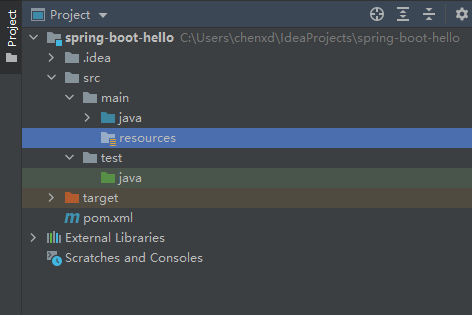 Project
Project
spring-boot-hello C:\Users\chenxd\IdeaProjects\spring-boot-hello
.idea
src
main
java
resources
test
java
target
m pom.xml
External Libraries
Scratches and Consoles